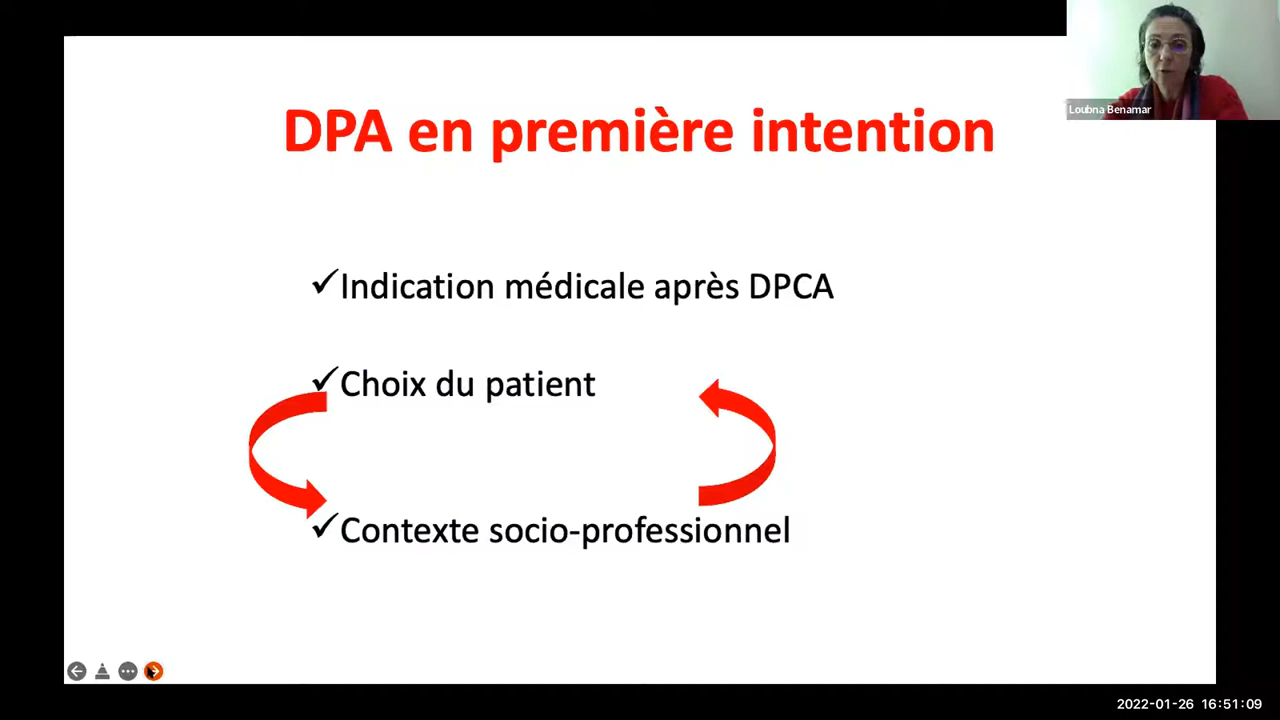 Loubna Benamar
DPA en première intention
✓Indication médicale après DPCA
✓Choix du patient
✓Contexte socio-professionnel
2022-01-26 16:51:09